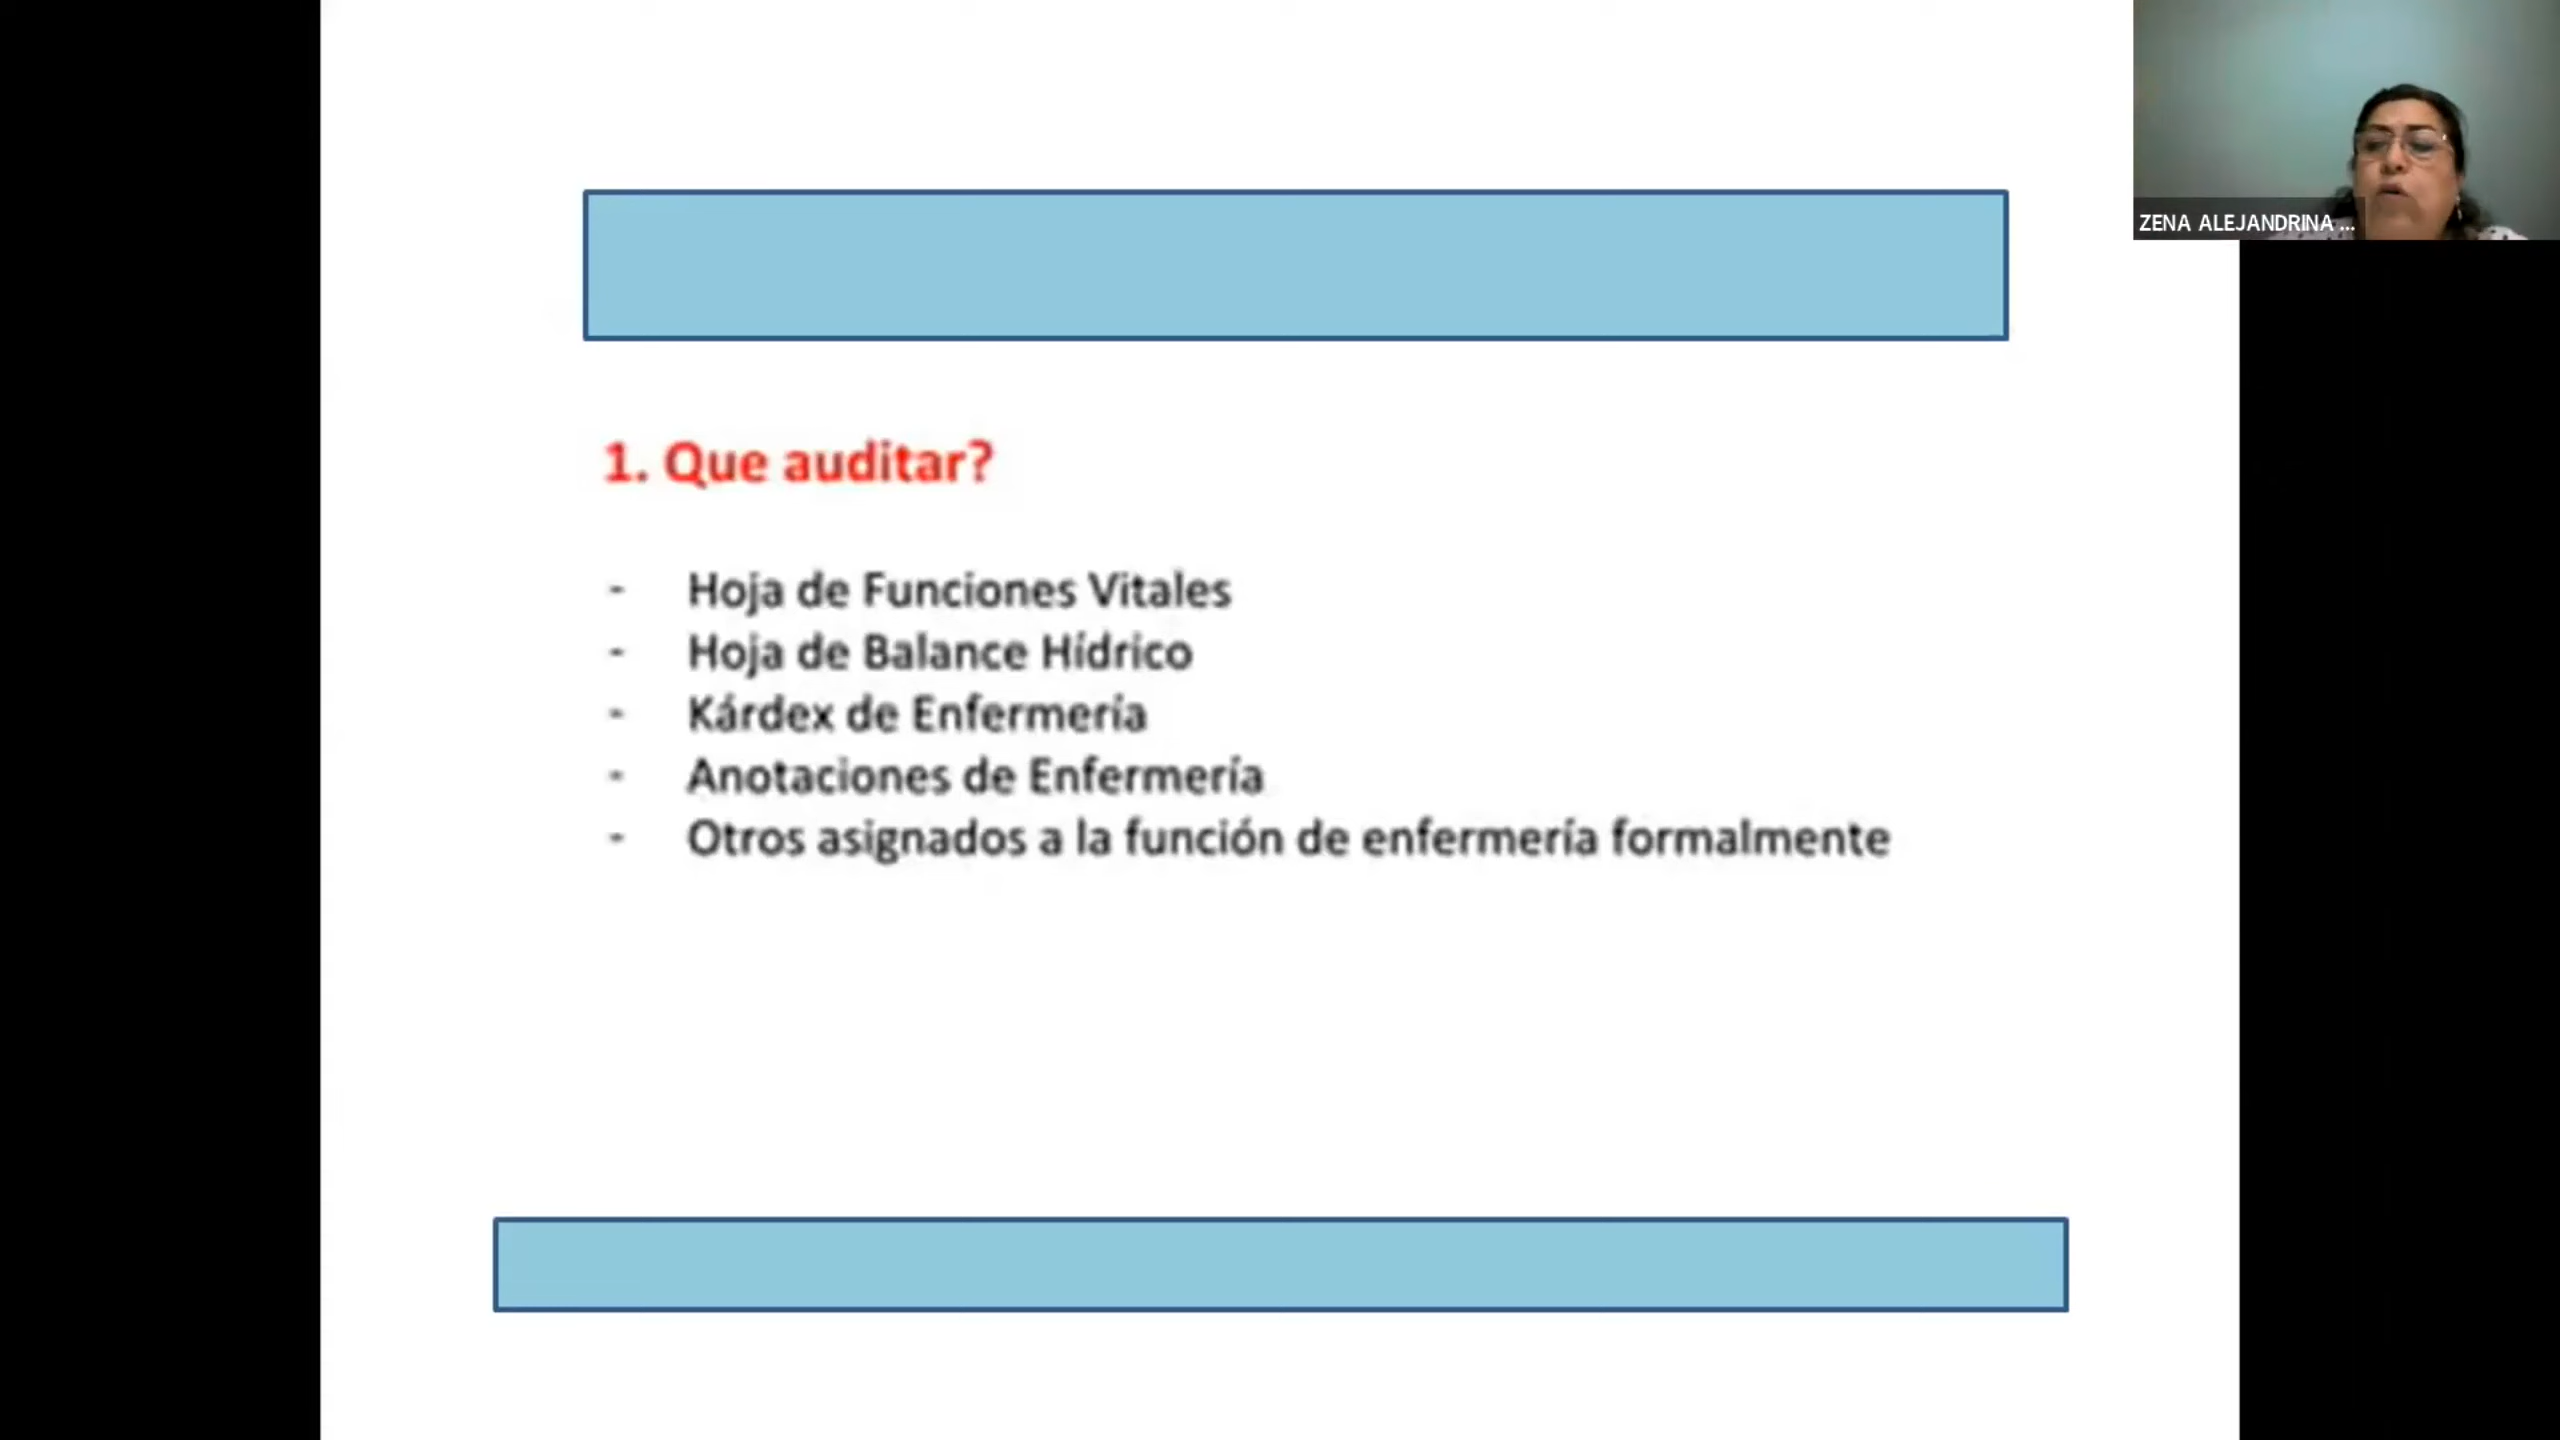 ZENA ALEJANDRINA ...
1. Que auditar?
- Hoja de Funciones Vitales
- Hoja de Balance Hídrico
- Kárdex de Enfermería
- Anotaciones de Enfermería
- Otros asignados a la función de enfermería formalmente